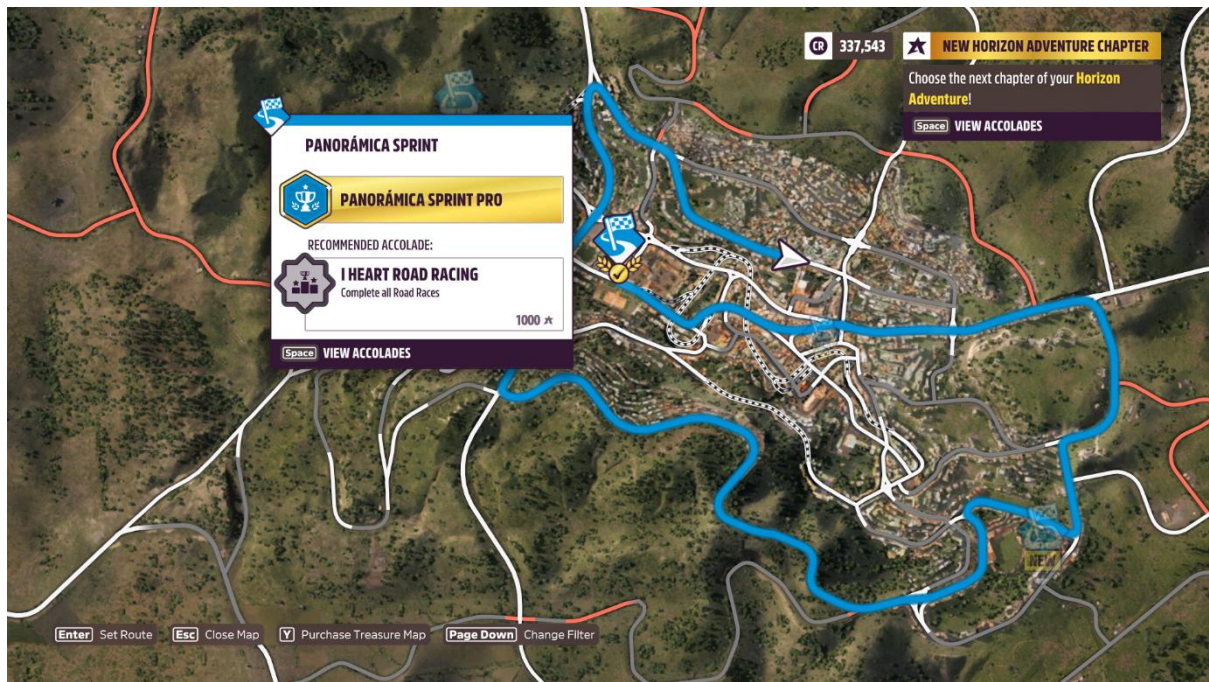 CR 337,543 NEW HORIZON ADVENTURE CHAPTER
Choose the next chapter of your Horizon
Adventure!
Space VIEW ACCOLADES
PANORÁMICA SPRINT
PANORÁMICA SPRINT PRO
RECOMMENDED ACCOLADE:
I HEART ROAD RACING
Complete all Road Races
1000
Space VIEW ACCOLADES
NEW
Enter Set Route Esc Close Map Y Purchase Treasure Map Page Down Change Filter